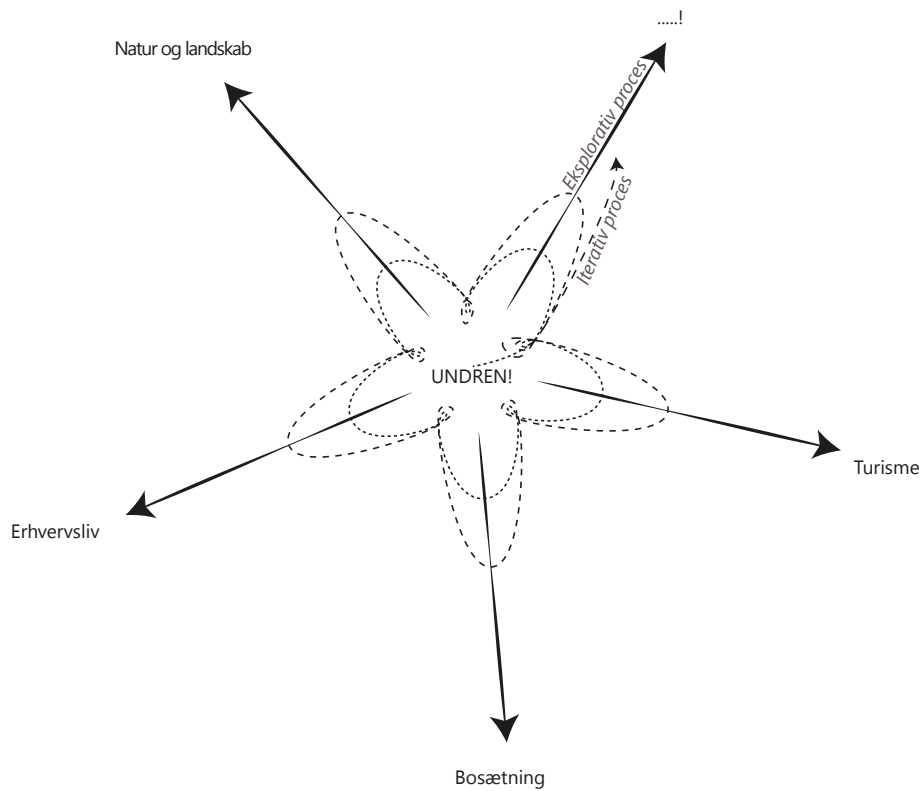 .....!
Natur og landskab
Eksplorativ proces
Iterativ proces
UNDREN!
Turisme
Erhvervsliv
Bosætning